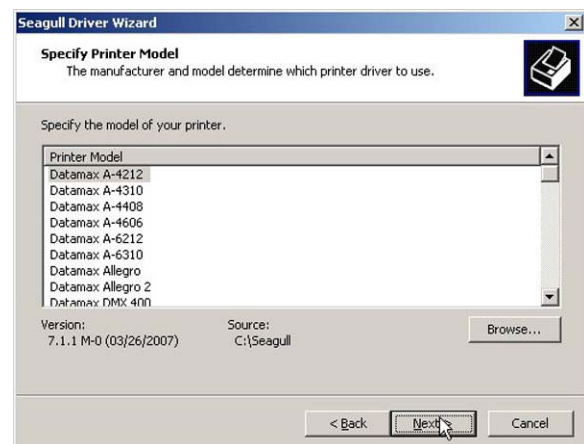 Seagull Driver Wizard
Specify Printer Model
The manufacturer and model determine which printer driver to use.
Specify the model of your printer.
Printer Model
Datamax A-4212
Datamax A-4310
Datamax A-4408
Datamax A-4606
Datamax A-6212
Datamax A-6310
Datamax Allegro
Datamax Allegro 2
Datamax DMX 400
Version: Source:
7.1.1 M-0 (03/26/2007) C:\Seagull
Browse...
< Back Next > Cancel